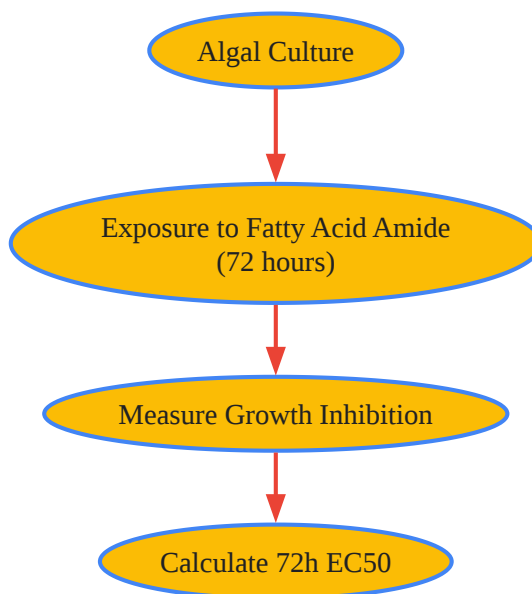 Algal Culture
Exposure to Fatty Acid Amide
(72 hours)
Measure Growth Inhibition
Calculate 72h EC50